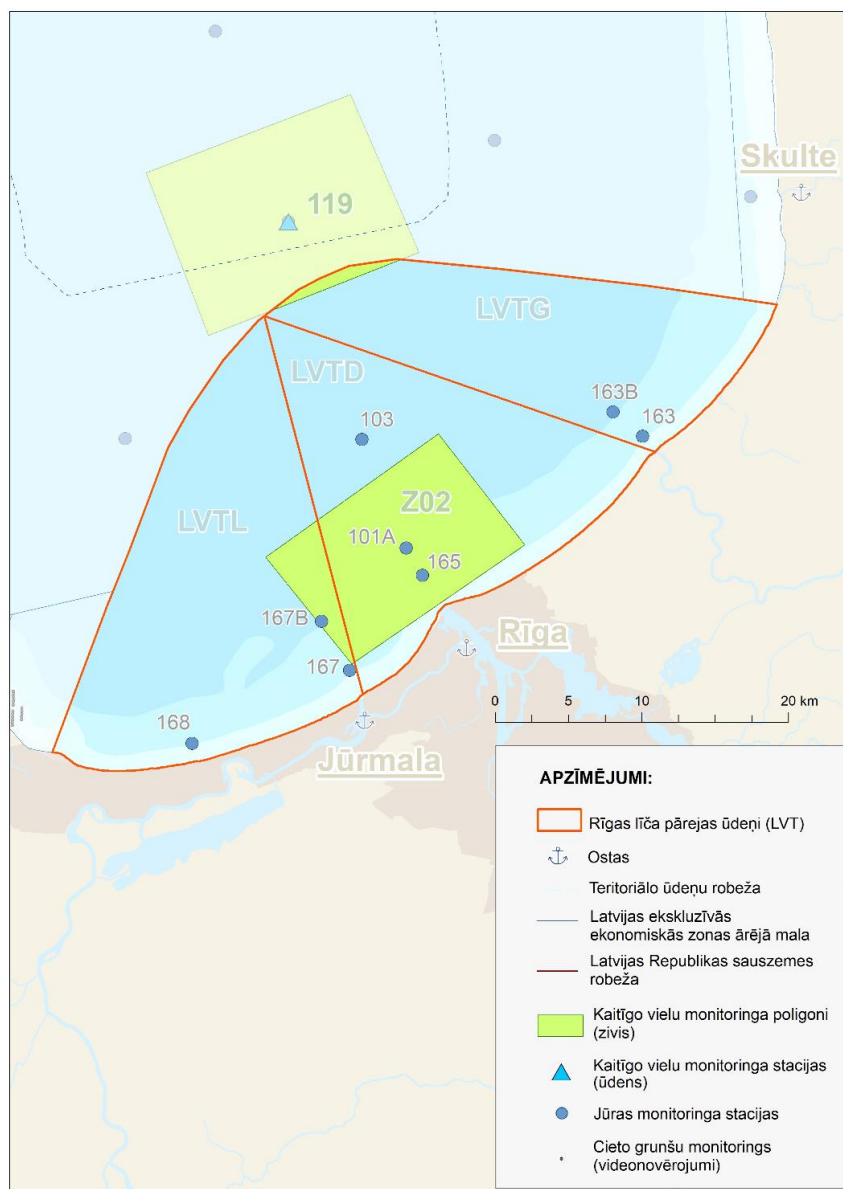 Skulte
119
LVTG
LVTD
163B
103
163
Z02
LVTL
101A
165
167B
Rīga
167
0 5 10 20 km
168
Jūrmala
APZĪMĒJUMI:
Rīgas līča pārejas ūdeņi (LVT)
Ostas
Teritoriālo ūdeņu robeža
Latvijas ekskluzīvās
ekonomiskās zonas ārējā mala
Latvijas Republikas sauszemes
robeža
Kaitīgo vielu monitoringa poligoni
(zivis)
Kaitīgo vielu monitoringa stacijas
(ūdens)
Jūras monitoringa stacijas
Cieto grunšu monitorings
(videonovērojumi)